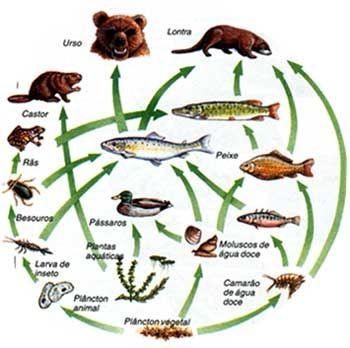 Urso
Lontra
Castor
Rãs
Peixe
Besouros
Pássaros
Plantas
aquáticas
Larva de
inseto
Moluscos de
água doce
Plâncton
animal
Camarão
de água
doce
Plâncton vegetal